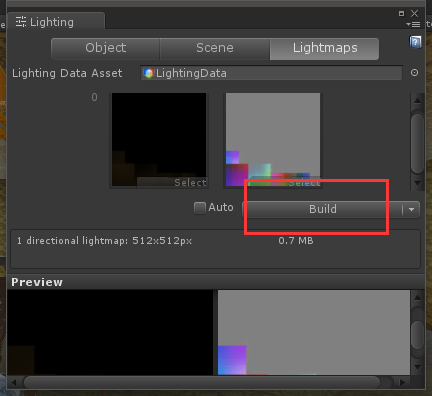 Lighting
Object Scene Lightmaps
Lighting Data Asset LightingData
0
Select Select
Auto Build
1 directional lightmap: 512x512px 0.7 MB
Preview